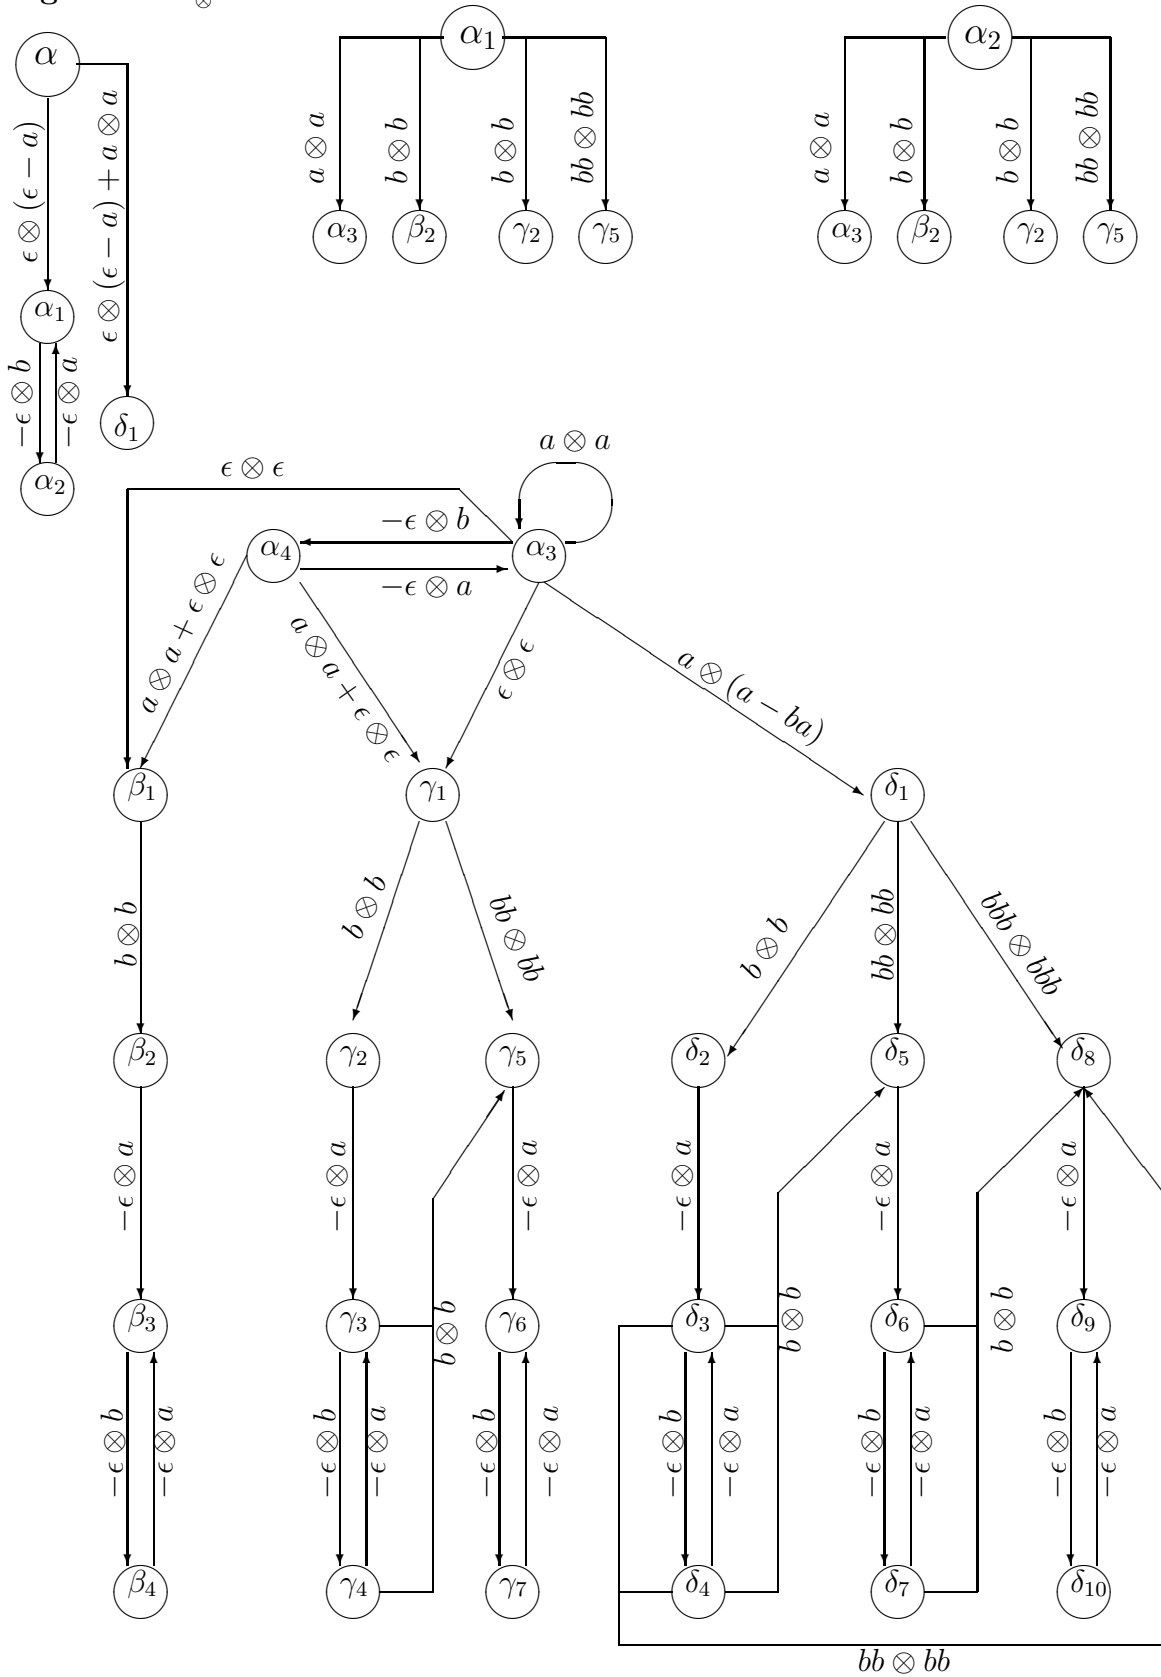 ⊗
α
α₁
α₂
ϵ ⊗ (ϵ − a)
ϵ ⊗ (ϵ − a) + a ⊗ a
a ⊗ a
b ⊗ b
b ⊗ b
bb ⊗ bb
a ⊗ a
b ⊗ b
b ⊗ b
bb ⊗ bb
α₃
β₂
γ₂
γ₅
α₃
β₂
γ₂
γ₅
α₁
−ϵ ⊗ b
−ϵ ⊗ a
δ₁
α₂
a ⊗ a
ϵ ⊗ ϵ
−ϵ ⊗ b
α₄
α₃
−ϵ ⊗ a
a ⊗ a + ϵ ⊗ ϵ
a ⊗ a + ϵ ⊗ ϵ
ϵ ⊗ ϵ
a ⊗ (a − ba)
β₁
γ₁
δ₁
b ⊗ b
b ⊗ b
bb ⊗ bb
b ⊗ b
bb ⊗ bb
bbb ⊗ bbb
β₂
γ₂
γ₅
δ₂
δ₅
δ₈
−ϵ ⊗ a
−ϵ ⊗ a
−ϵ ⊗ a
−ϵ ⊗ a
−ϵ ⊗ a
−ϵ ⊗ a
β₃
γ₃
b ⊗ b
γ₆
δ₃
b ⊗ b
δ₆
b ⊗ b
δ₉
−ϵ ⊗ b
−ϵ ⊗ a
−ϵ ⊗ b
−ϵ ⊗ a
−ϵ ⊗ b
−ϵ ⊗ a
−ϵ ⊗ b
−ϵ ⊗ a
−ϵ ⊗ b
−ϵ ⊗ a
−ϵ ⊗ b
−ϵ ⊗ a
β₄
γ₄
γ₇
δ₄
δ₇
δ₁₀
bb ⊗ bb